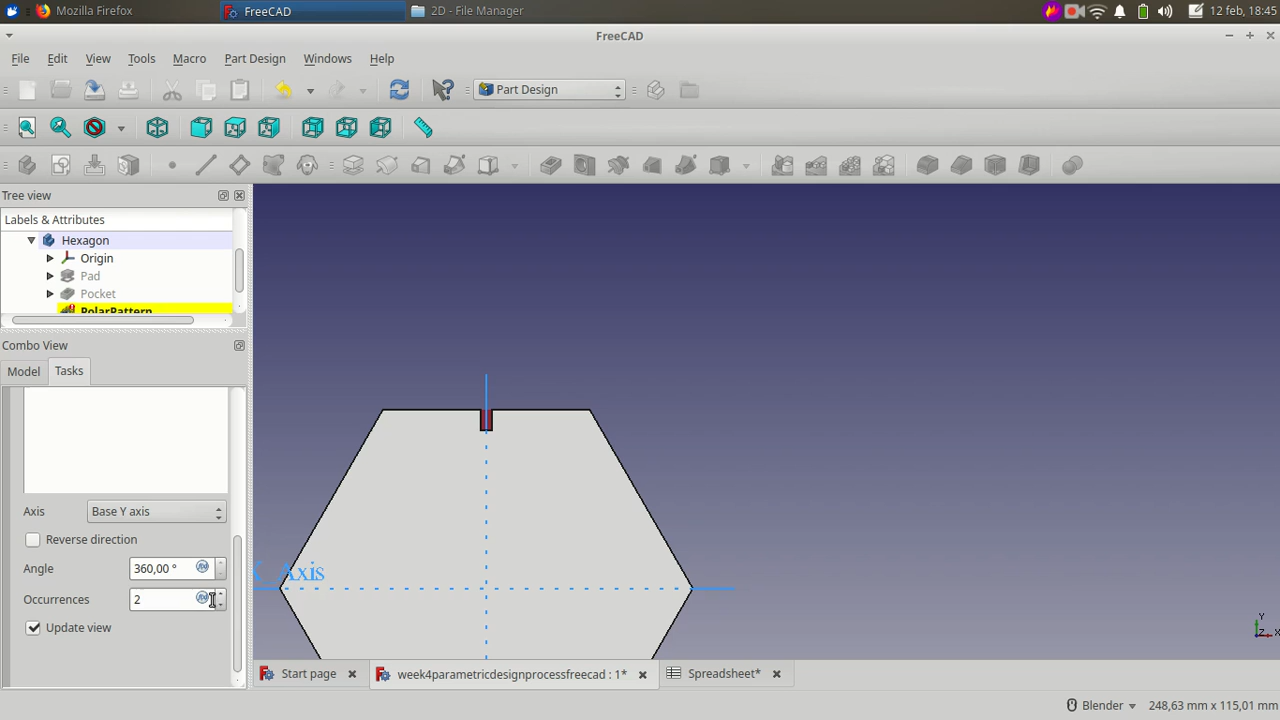 Mozilla Firefox
FreeCAD
2D - File Manager
12 feb, 18:45
FreeCAD
File Edit View Tools Macro Part Design Windows Help
Part Design
Tree view
Labels & Attributes
Hexagon
Origin
Pad
Pocket
PolarPattern
Combo View
Model Tasks
Axis Base Y axis
Reverse direction
Angle 360,00 °
Occurrences 2
Update view
X_Axis
Y
Z X
Start page
week4parametricdesignprocessfreecad : 1*
Spreadsheet*
Blender 248,63 mm x 115,01 mm